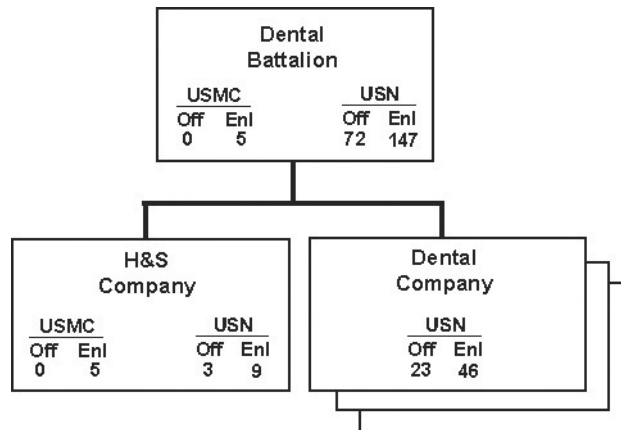 Dental
Battalion
USMC USN
Off Enl Off Enl
0 5 72 147
H&S
Company
USMC USN
Off Enl Off Enl
0 5 3 9
Dental
Company
USN
Off Enl
23 46